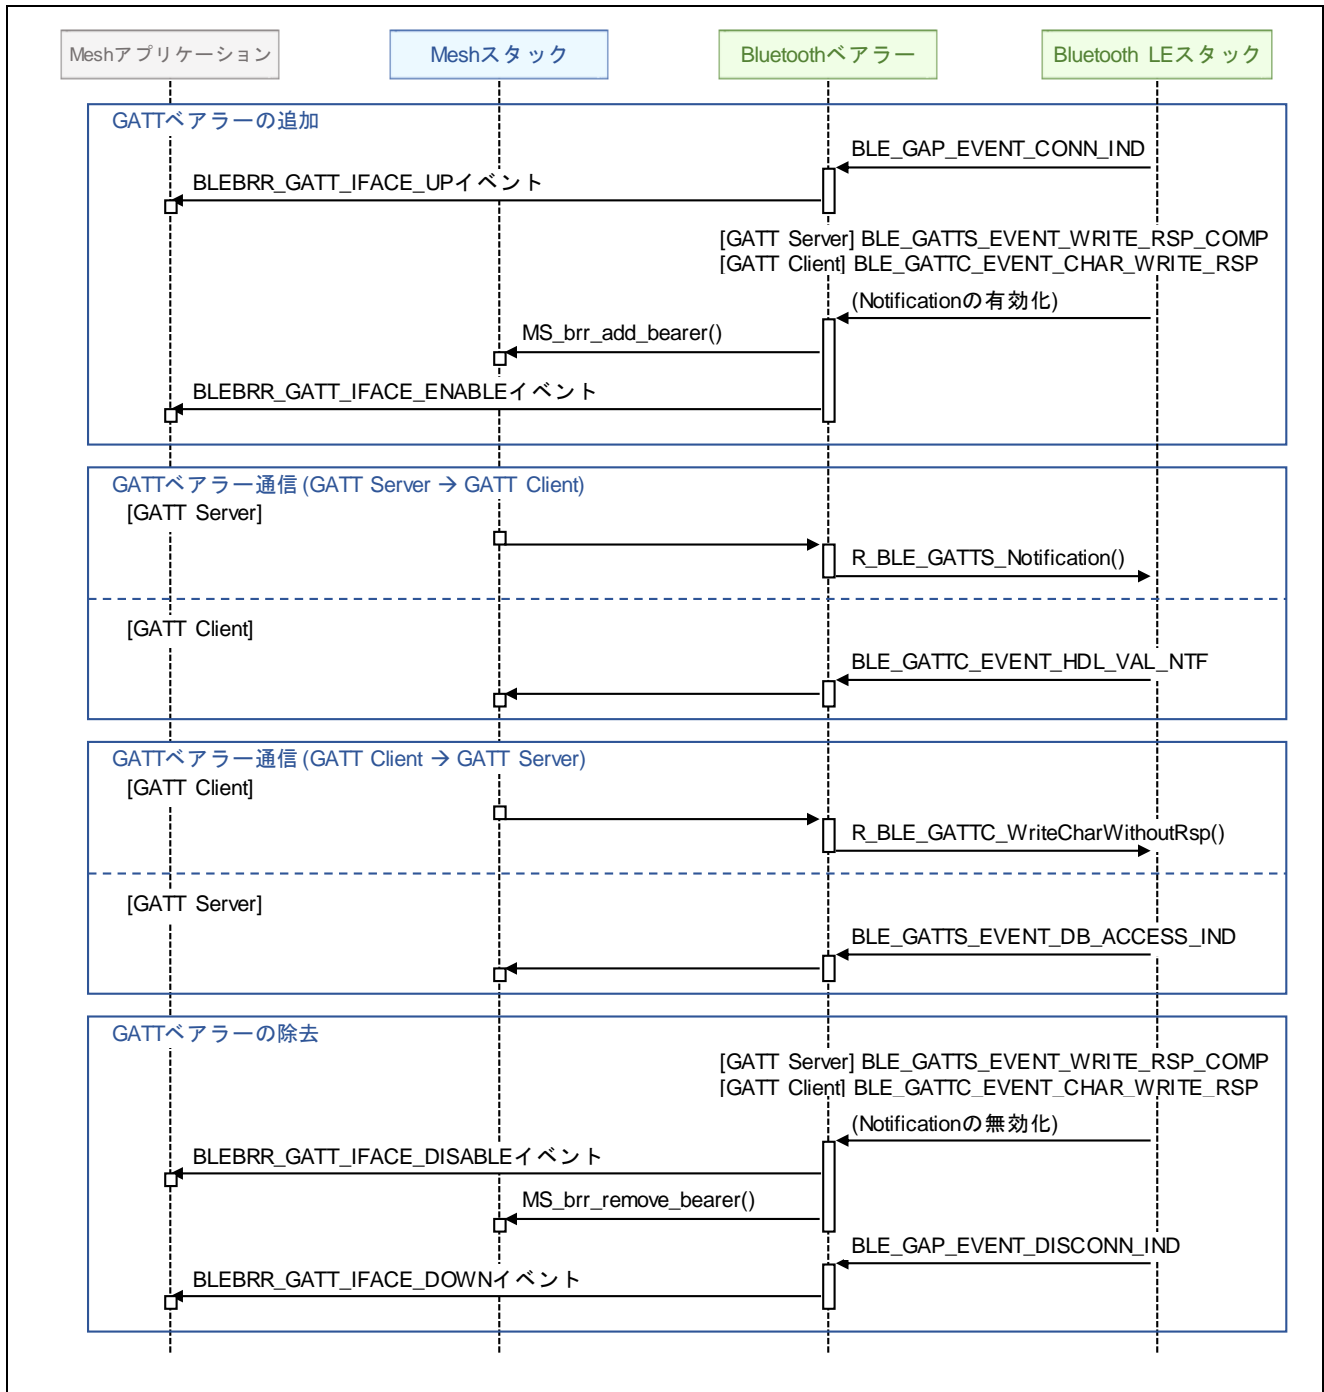 Meshアプリケーション
Meshスタック
Bluetoothベアラー
Bluetooth LEスタック
GATTベアラーの追加
BLE_GAP_EVENT_CONN_IND
BLEBRR_GATT_IFACE_UPイベント
[GATT Server] BLE_GATTS_EVENT_WRITE_RSP_COMP
[GATT Client] BLE_GATTC_EVENT_CHAR_WRITE_RSP
(Notificationの有効化)
MS_brr_add_bearer()
BLEBRR_GATT_IFACE_ENABLEイベント
GATTベアラー通信 (GATT Server → GATT Client)
[GATT Server]
R_BLE_GATTS_Notification()
[GATT Client]
BLE_GATTC_EVENT_HDL_VAL_NTF
GATTベアラー通信 (GATT Client → GATT Server)
[GATT Client]
R_BLE_GATTC_WriteCharWithoutRsp()
[GATT Server]
BLE_GATTS_EVENT_DB_ACCESS_IND
GATTベアラーの除去
[GATT Server] BLE_GATTS_EVENT_WRITE_RSP_COMP
[GATT Client] BLE_GATTC_EVENT_CHAR_WRITE_RSP
(Notificationの無効化)
BLEBRR_GATT_IFACE_DISABLEイベント
MS_brr_remove_bearer()
BLE_GAP_EVENT_DISCONN_IND
BLEBRR_GATT_IFACE_DOWNイベント